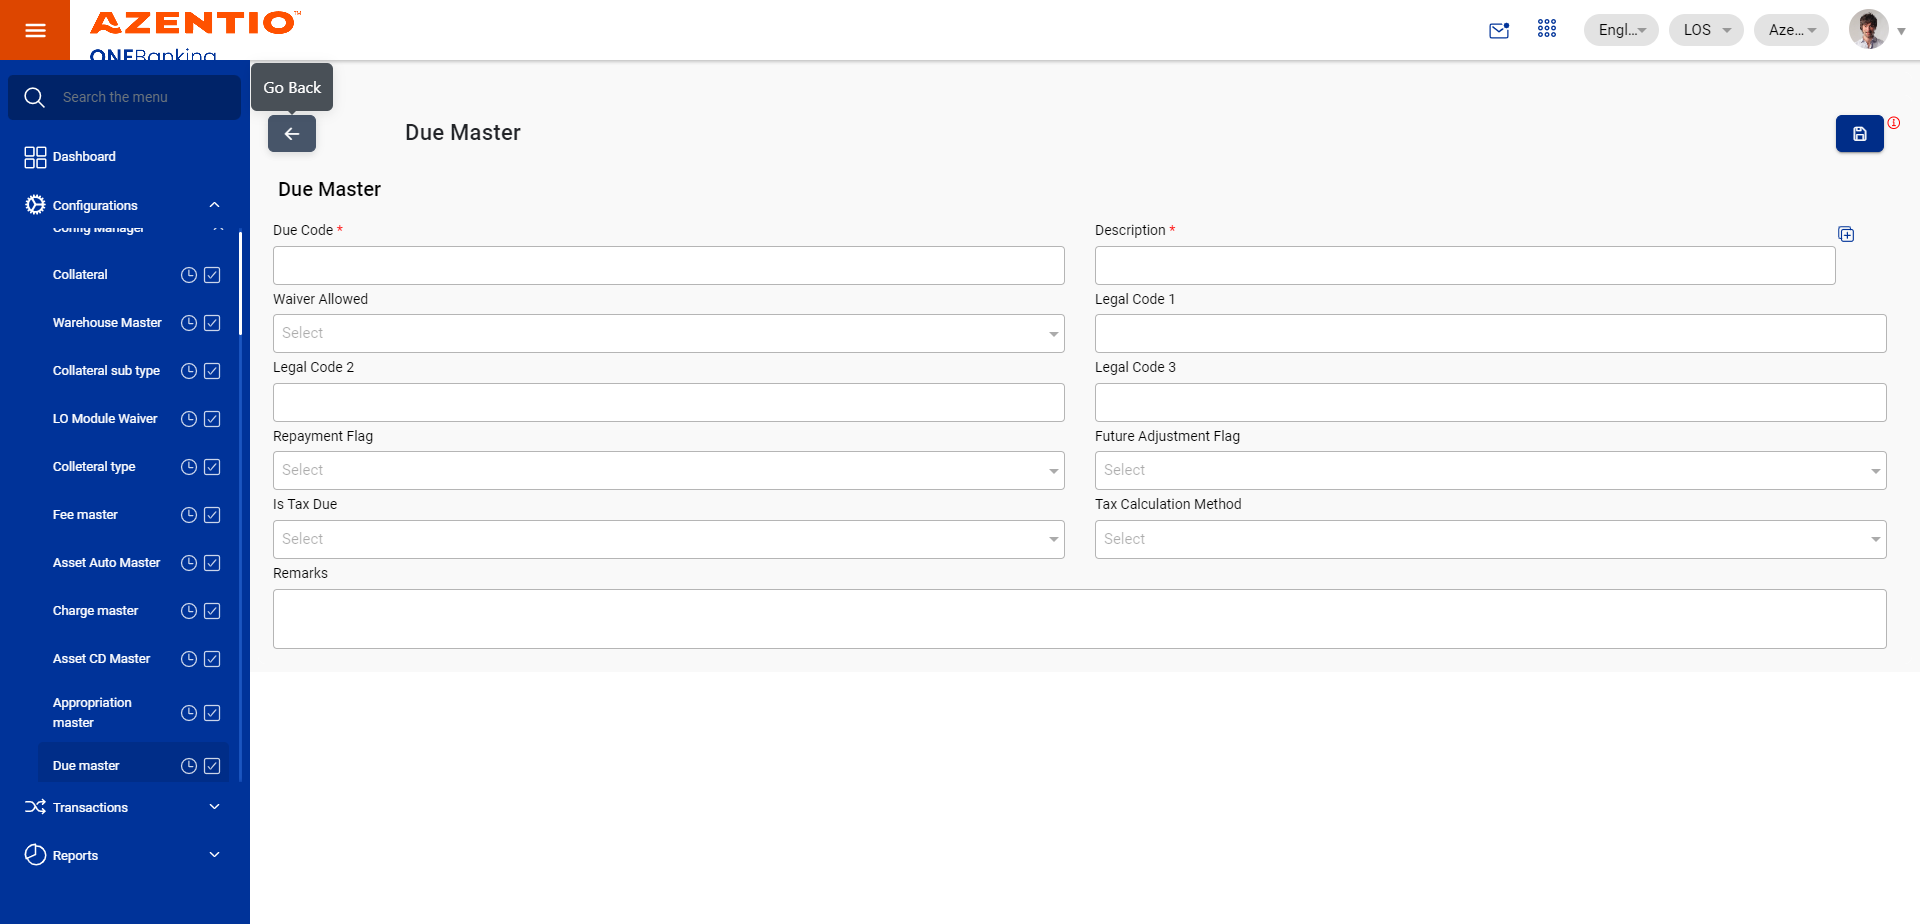 AZENTIO™
ONEBanking
Engl...
LOS
Aze...
Search the menu
Go Back
Due Master
Dashboard
Configurations
Config Manager
Collateral
Warehouse Master
Collateral sub type
LO Module Waiver
Colleteral type
Fee master
Asset Auto Master
Charge master
Asset CD Master
Appropriation
master
Due master
Transactions
Reports
Due Master
Due Code *
Description *
Waiver Allowed
Legal Code 1
Select
Legal Code 2
Legal Code 3
Repayment Flag
Future Adjustment Flag
Select
Select
Is Tax Due
Tax Calculation Method
Select
Select
Remarks